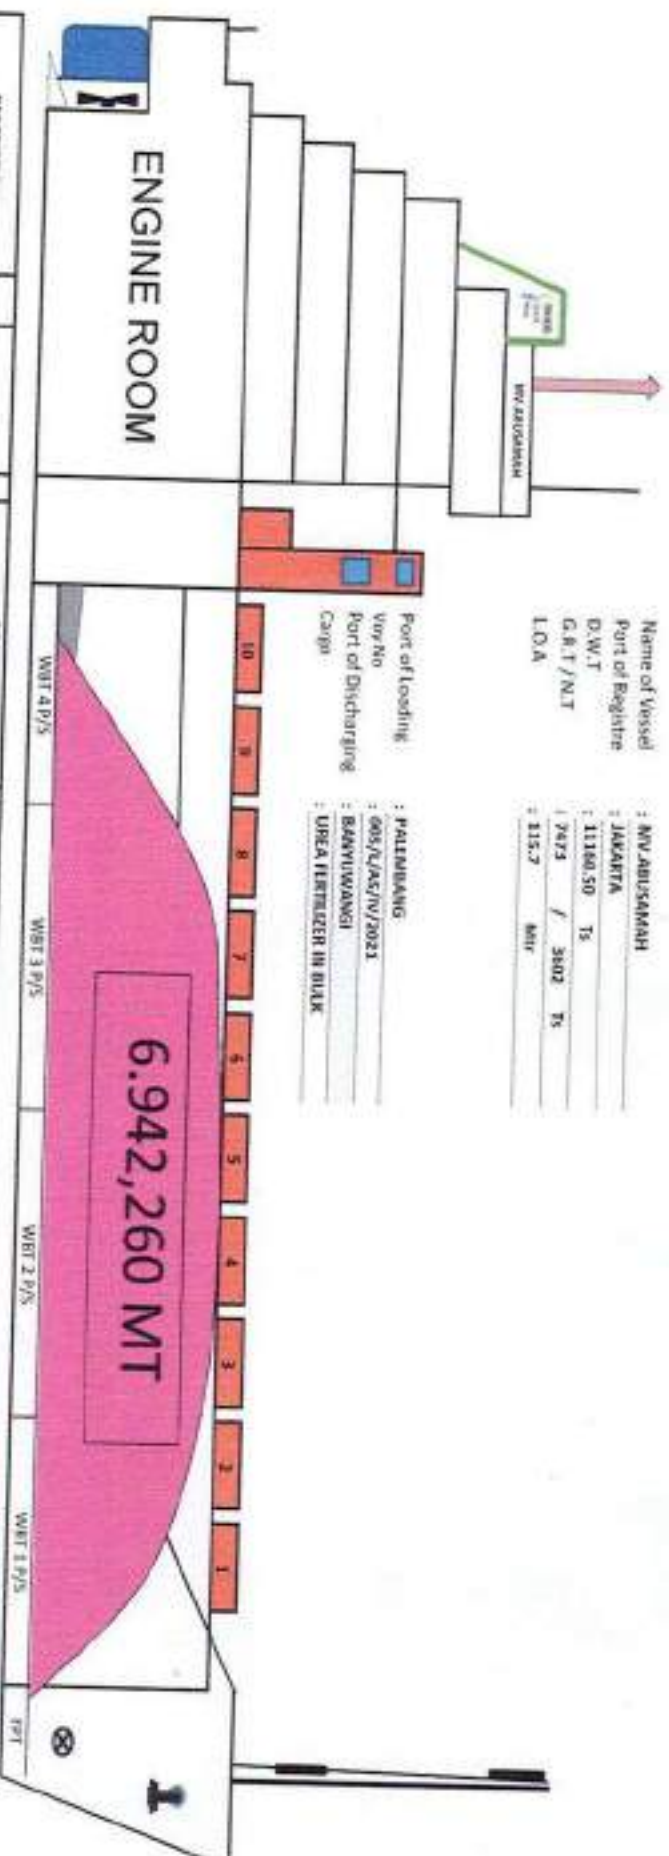 Name of Vessel : MV.ABUSAMAH
Port of Registre : JAKARTA
D.W.T : 11160.50 Ts
G.R.T / N.T : 7473 / 3602 Ts
L.O.A : 115.7 Mtr
Port of Loading : PALEMBANG
Voy No : 005/L/AS/IV/2021
Port of Discharging : BANYUWANGI
Cargo : UREA FERTILIZER IN BULK
MV.ABUSAMAH
ENGINE ROOM
10 9 8 7 6 5 4 3 2 1
6.942,260 MT
WBT 4 P/S WBT 3 P/S WBT 2 P/S WBT 1 P/S FPT